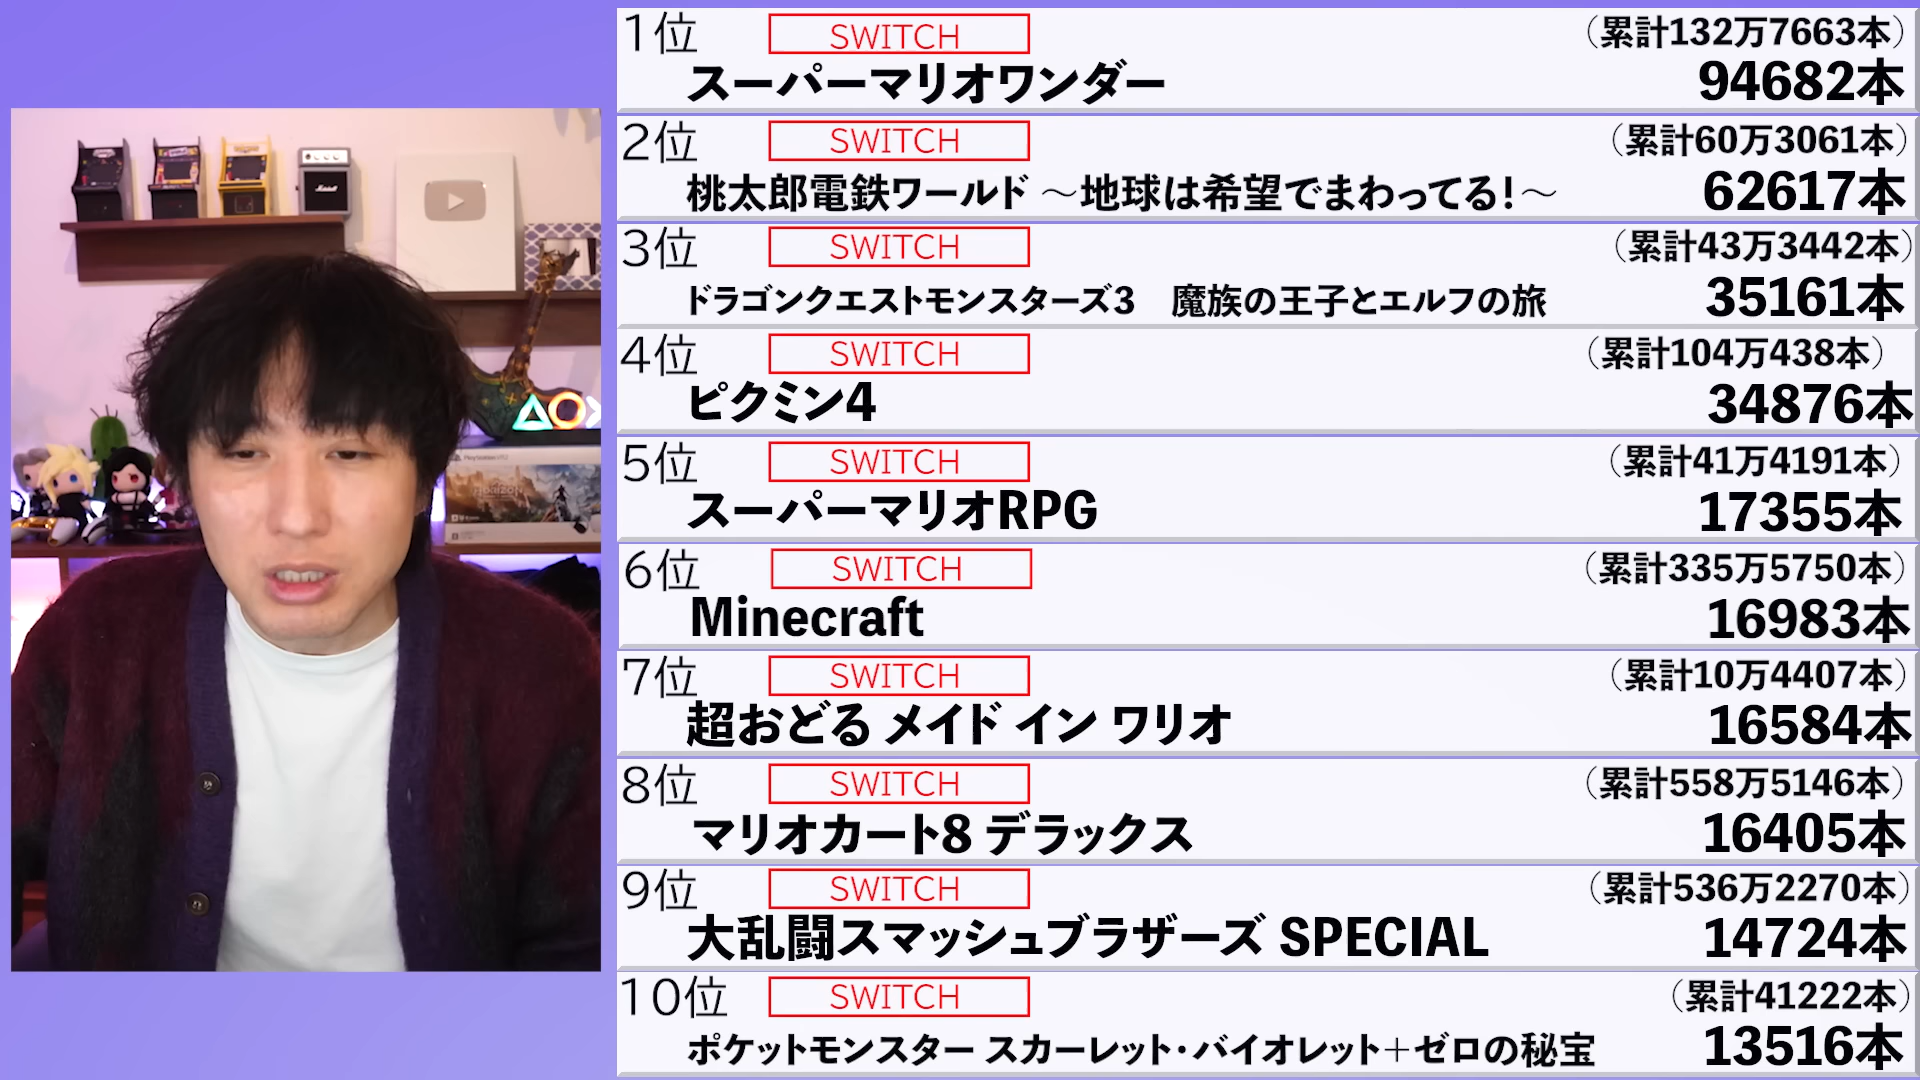 1位 SWITCH （累計132万7663本）
スーパーマリオワンダー 94682本
2位 SWITCH （累計60万3061本）
桃太郎電鉄ワールド ～地球は希望でまわってる!～ 62617本
3位 SWITCH （累計43万3442本）
ドラゴンクエストモンスターズ3　魔族の王子とエルフの旅 35161本
4位 SWITCH （累計104万438本）
ピクミン4 34876本
5位 SWITCH （累計41万4191本）
スーパーマリオRPG 17355本
6位 SWITCH （累計335万5750本）
Minecraft 16983本
7位 SWITCH （累計10万4407本）
超おどる メイド イン ワリオ 16584本
8位 SWITCH （累計558万5146本）
マリオカート8 デラックス 16405本
9位 SWITCH （累計536万2270本）
大乱闘スマッシュブラザーズ SPECIAL 14724本
10位 SWITCH （累計41222本）
ポケットモンスター スカーレット・バイオレット＋ゼロの秘宝 13516本
Marshall
PlayStation VR2